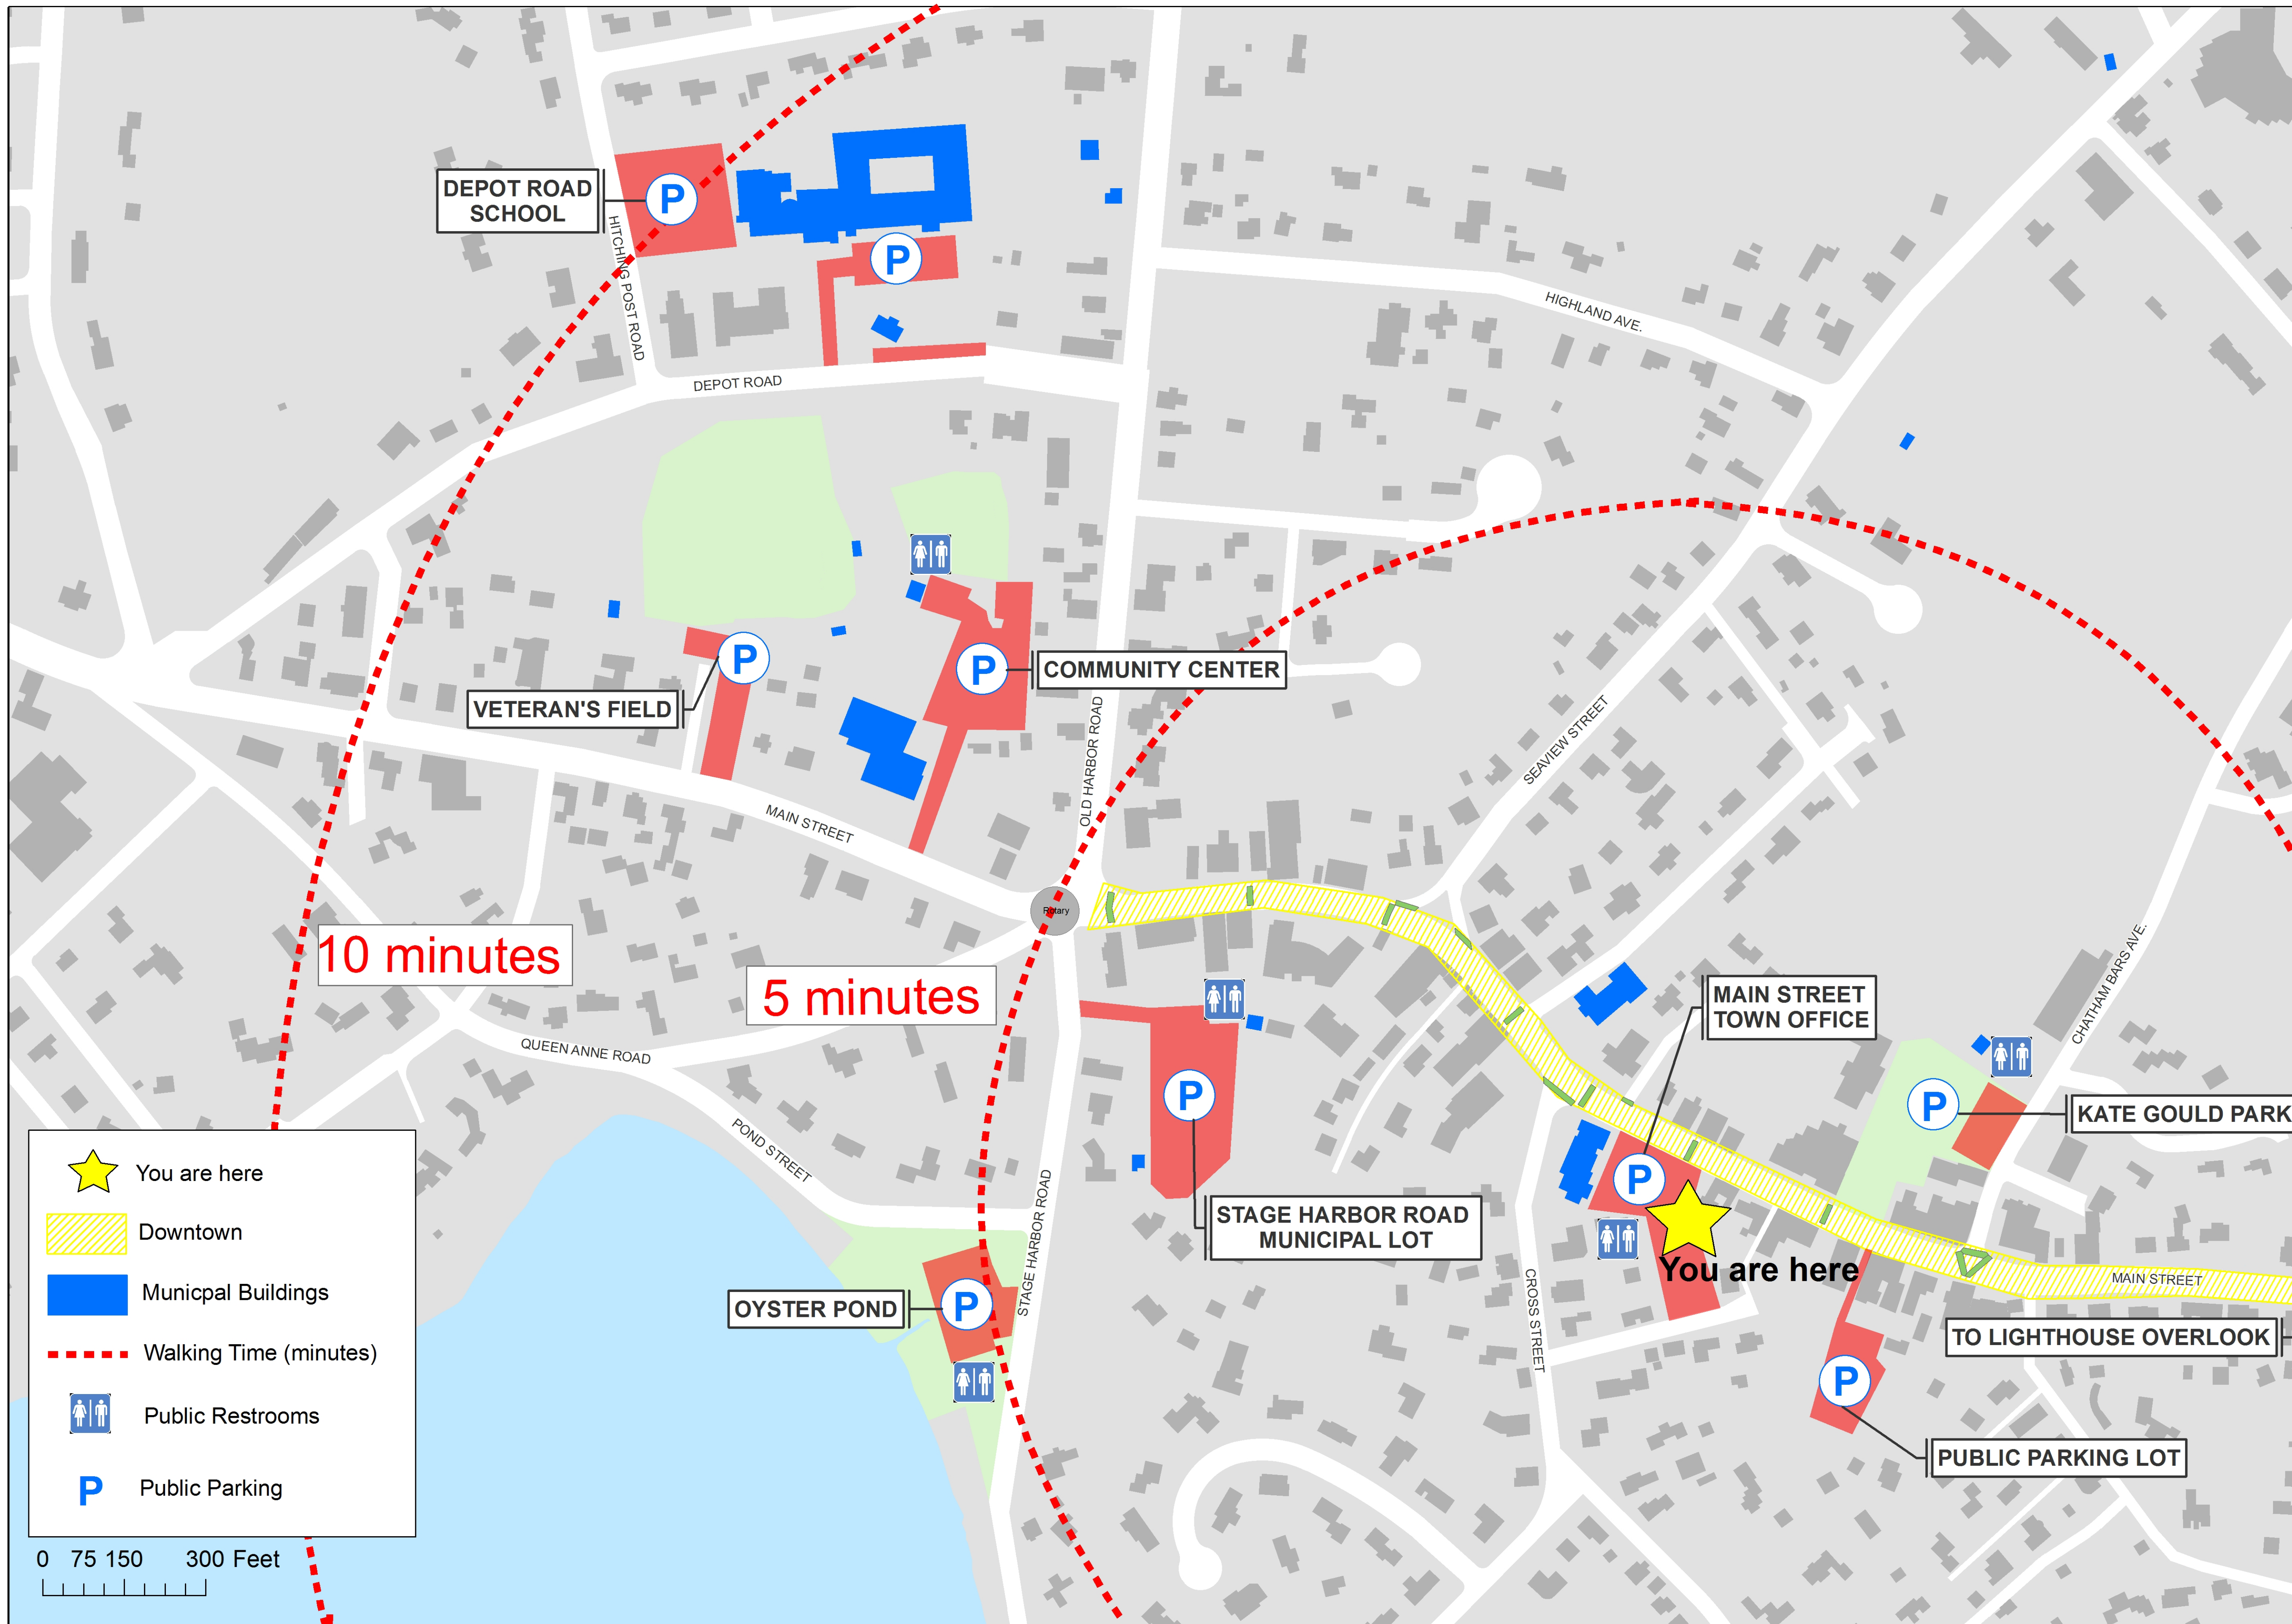 DEPOT ROAD
SCHOOL
P
P
HITCHING POST ROAD
HIGHLAND AVE.
DEPOT ROAD
P
P
COMMUNITY CENTER
VETERAN'S FIELD
OLD HARBOR ROAD
SEAVIEW STREET
MAIN STREET
Rotary
10 minutes
5 minutes
MAIN STREET
TOWN OFFICE
CHATHAM BARS AVE.
QUEEN ANNE ROAD
P
P
KATE GOULD PARK
POND STREET
P
STAGE HARBOR ROAD
MUNICIPAL LOT
STAGE HARBOR ROAD
You are here
MAIN STREET
OYSTER POND
P
CROSS STREET
TO LIGHTHOUSE OVERLOOK
P
PUBLIC PARKING LOT
You are here
Downtown
Municpal Buildings
Walking Time (minutes)
Public Restrooms
P Public Parking
0 75 150 300 Feet